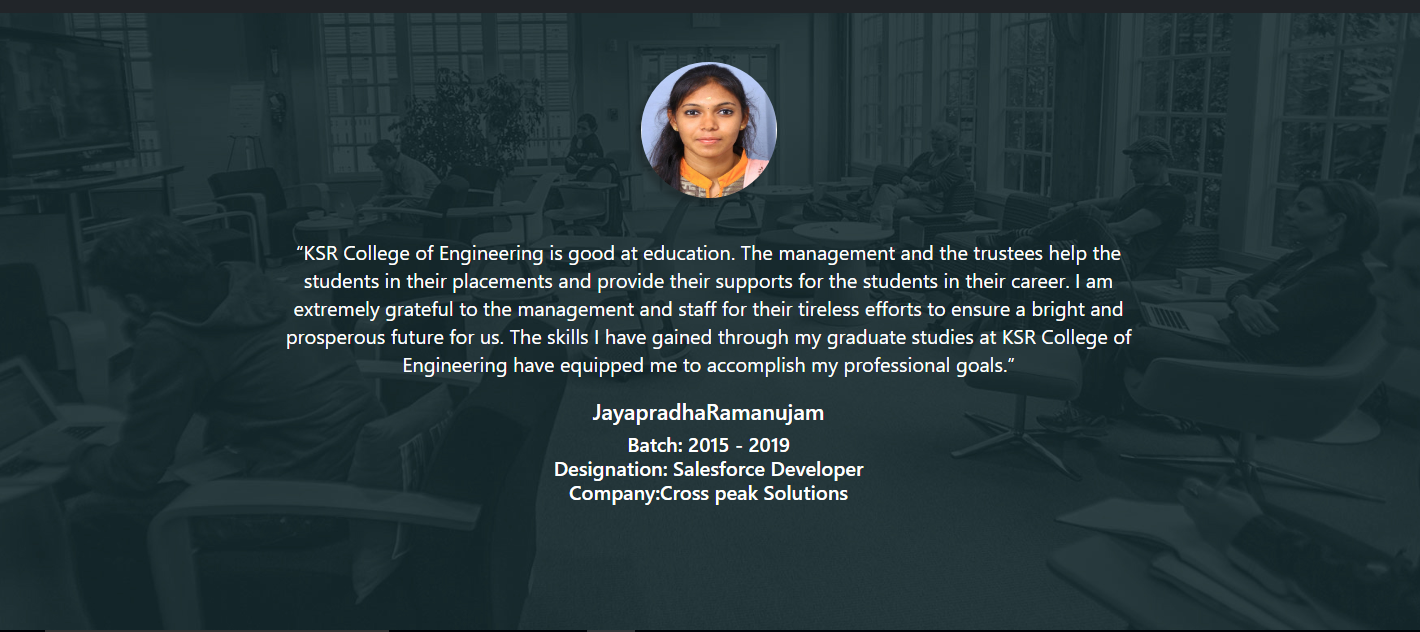 “KSR College of Engineering is good at education. The management and the trustees help the
students in their placements and provide their supports for the students in their career. I am
extremely grateful to the management and staff for their tireless efforts to ensure a bright and
prosperous future for us. The skills I have gained through my graduate studies at KSR College of
Engineering have equipped me to accomplish my professional goals.”
JayapradhaRamanujam
Batch: 2015 - 2019
Designation: Salesforce Developer
Company:Cross peak Solutions